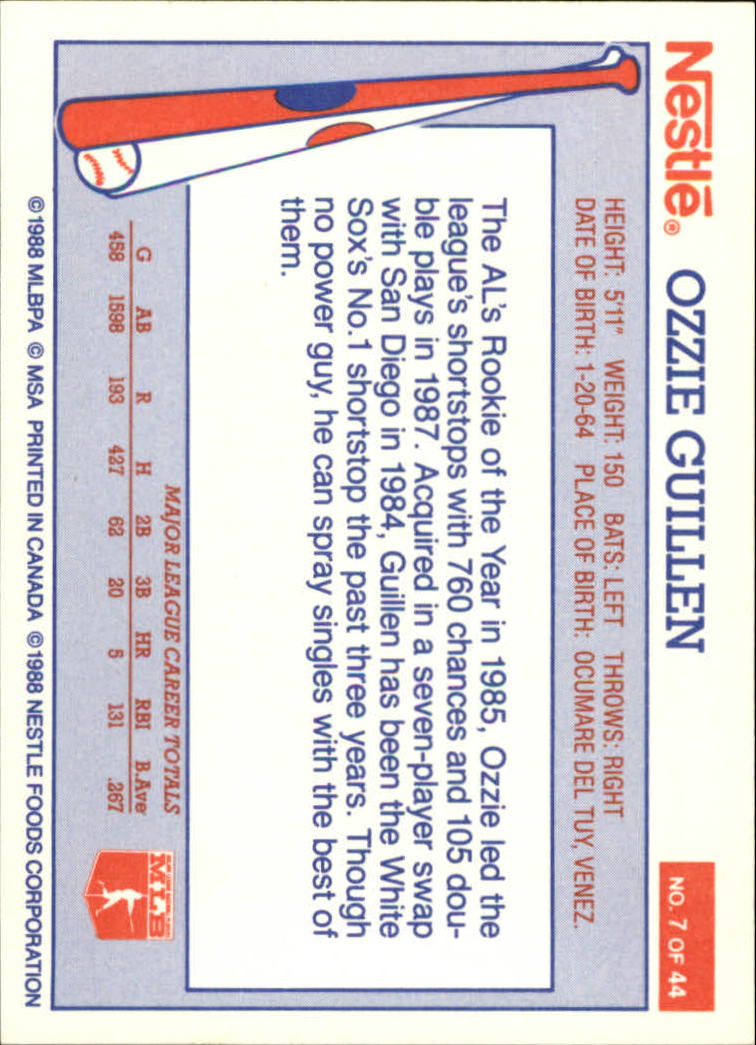 Nestlé® OZZIE GUILLEN NO. 7 OF 44
HEIGHT: 5'11" WEIGHT: 150 BATS: LEFT THROWS: RIGHT
DATE OF BIRTH: 1-20-64 PLACE OF BIRTH: OCUMARE DEL TUY, VENEZ.
The AL's Rookie of the Year in 1985, Ozzie led the
league's shortstops with 760 chances and 105 dou-
ble plays in 1987. Acquired in a seven-player swap
with San Diego in 1984, Guillen has been the White
Sox's No.1 shortstop the past three years. Though
no power guy, he can spray singles with the best of
them.
MAJOR LEAGUE CAREER TOTALS
G AB R H 2B 3B HR RBI B.Ave
458 1598 193 427 62 20 5 131 .267
MLB
© 1988 MLBPA © MSA PRINTED IN CANADA © 1988 NESTLE FOODS CORPORATION